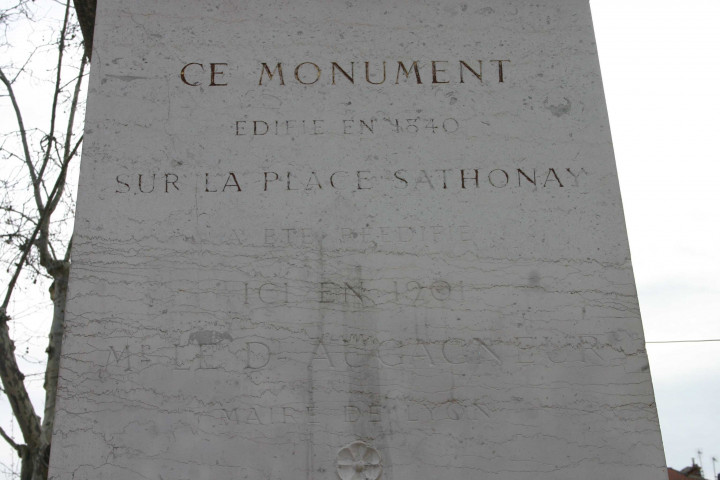 CE MONUMENT
EDIFIE EN 1840
SUR LA PLACE SATHONAY
A ETE REEDIFIE
ICI EN 1901
MR LE DR AUGAGNEUR
MAIRE DE LYON